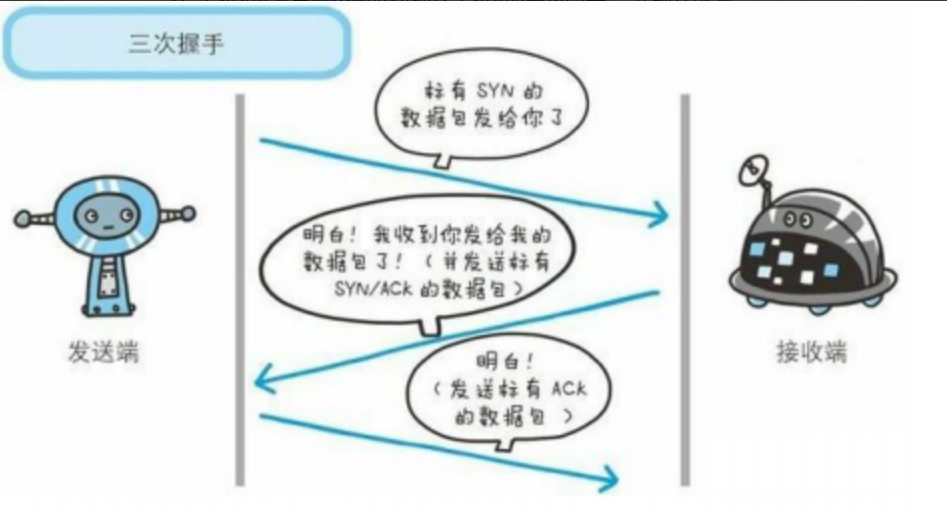 三次握手
标有 SYN 的
数据包发给你了
明白！我收到你发给我的
数据包了！（并发送标有
SYN/ACK 的数据包）
明白！
（发送标有 ACK
的数据包）
发送端
接收端